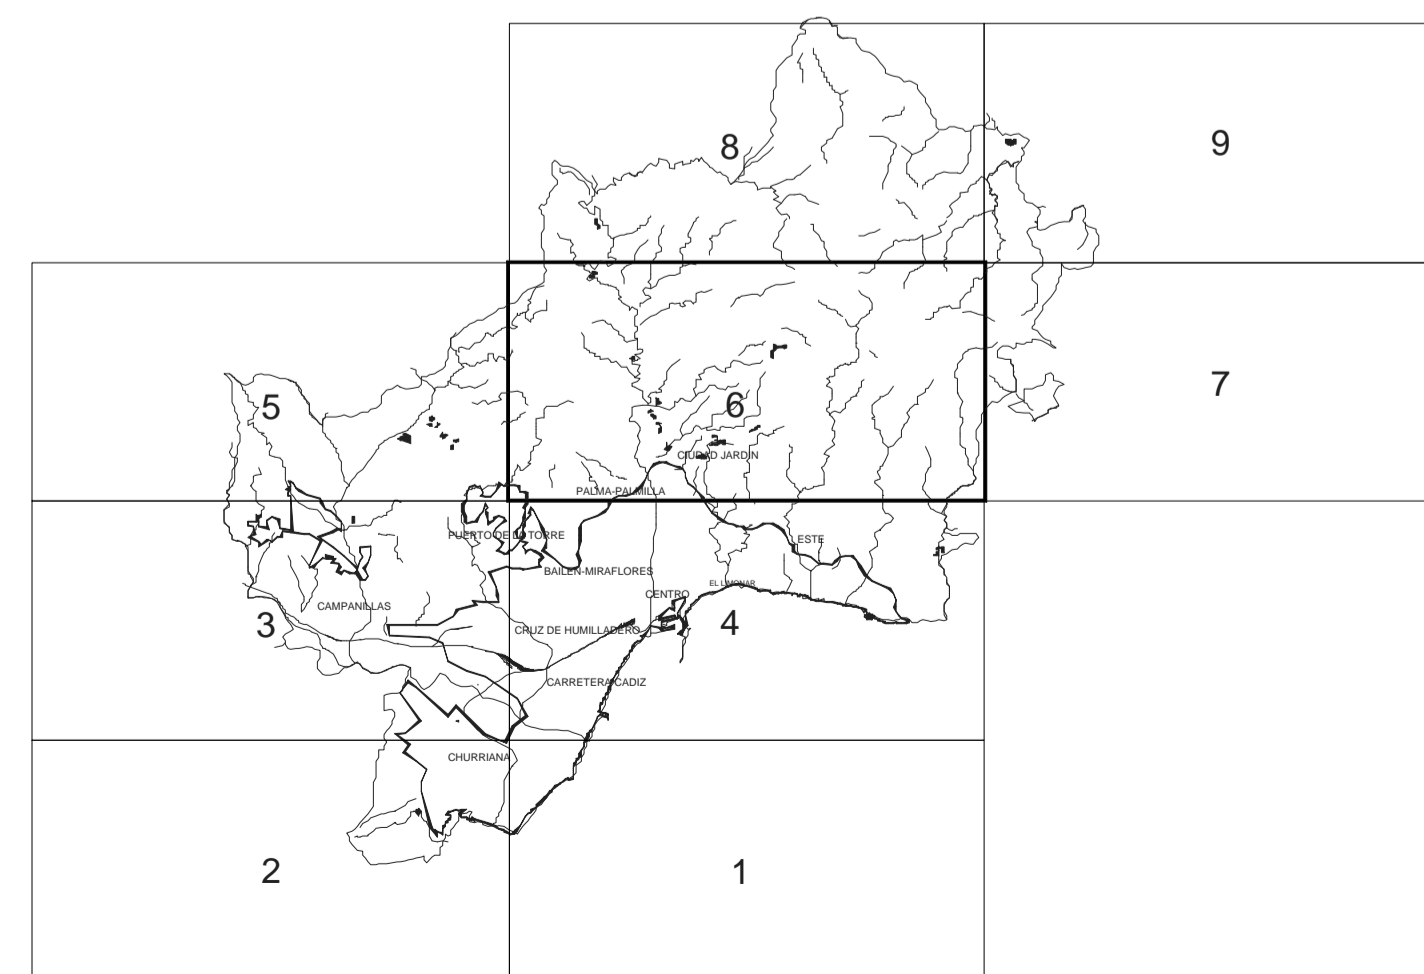 8
9
5
6
7
CIUDAD JARDIN
PALMA-PALMILLA
PUERTO DE LA TORRE
ESTE
BAILEN-MIRAFLORES
EL LIMONAR
CENTRO
CAMPANILLAS
3
CRUZ DE HUMILLADERO
4
CARRETERA CADIZ
CHURRIANA
2
1